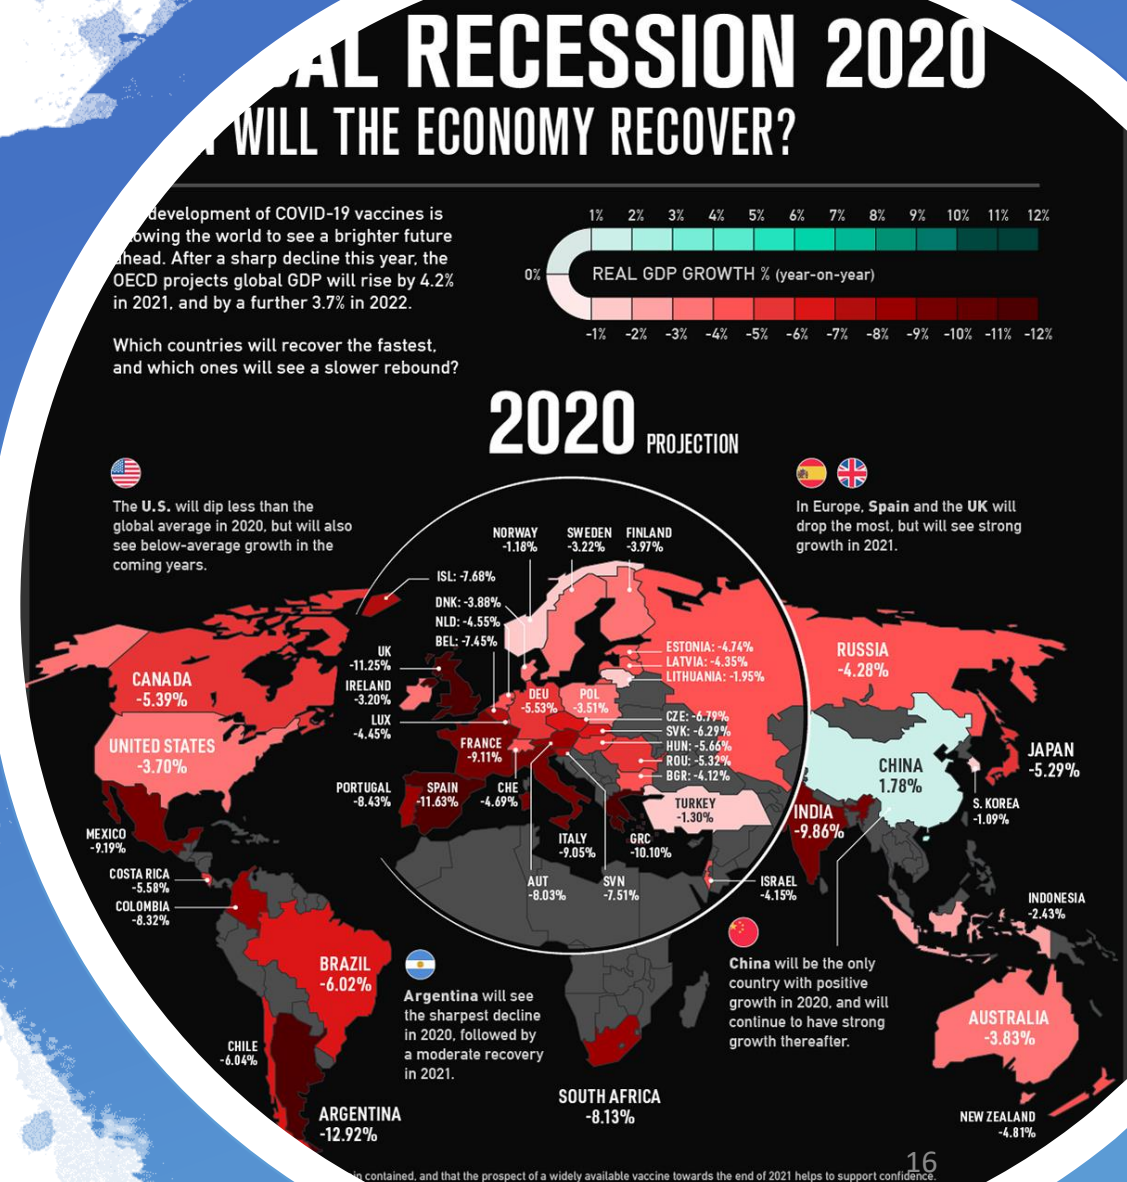 RECESSION 2020
WILL THE ECONOMY RECOVER?
development of COVID-19 vaccines is
the world to see a brighter future
ahead. After a sharp decline this year, the
OECD projects global GDP will rise by 4.2%
in 2021, and by a further 3.7% in 2022.
Which countries will recover the fastest,
and which ones will see a slower rebound?
1% 2% 3% 4% 5% 6% 7% 8% 9% 10% 11% 12%
0%
REAL GDP GROWTH % (year-on-year)
-1% -2% -3% -4% -5% -6% -7% -8% -9% -10% -11% -12%
2020 PROJECTION
The U.S. will dip less than the
global average in 2020, but will also
see below-average growth in the
coming years.
In Europe, Spain and the UK will
drop the most, but will see strong
growth in 2021.
NORWAY
-1.18%
SWEDEN
-3.22%
FINLAND
-3.97%
ISL: -7.68%
DNK: -3.88%
NLD: -4.55%
BEL: -7.45%
UK
-11.25%
IRELAND
-3.20%
LUX
-4.45%
ESTONIA: -4.74%
LATVIA: -4.35%
LITHUANIA: -1.95%
DEU
-5.53%
POL
-3.51%
CZE: -6.79%
SVK: -6.29%
HUN: -5.66%
ROU: -5.32%
BGR: -4.12%
FRANCE
-9.11%
PORTUGAL
-8.43%
SPAIN
-11.63%
CHE
-4.69%
TURKEY
-1.30%
ITALY
-9.05%
GRC
-10.10%
AUT
-8.03%
SVN
-7.51%
CANADA
-5.39%
UNITED STATES
-3.70%
MEXICO
-9.19%
COSTA RICA
-5.58%
COLOMBIA
-8.32%
BRAZIL
-6.02%
CHILE
-6.04%
ARGENTINA
-12.92%
RUSSIA
-4.28%
CHINA
1.78%
JAPAN
-5.29%
S. KOREA
-1.09%
INDIA
-9.86%
ISRAEL
-4.15%
INDONESIA
-2.43%
AUSTRALIA
-3.83%
NEW ZEALAND
-4.81%
SOUTH AFRICA
-8.13%
Argentina will see
the sharpest decline
in 2020, followed by
a moderate recovery
in 2021.
China will be the only
country with positive
growth in 2020, and will
continue to have strong
growth thereafter.
16
contained, and that the prospect of a widely available vaccine towards the end of 2021 helps to support confidence.